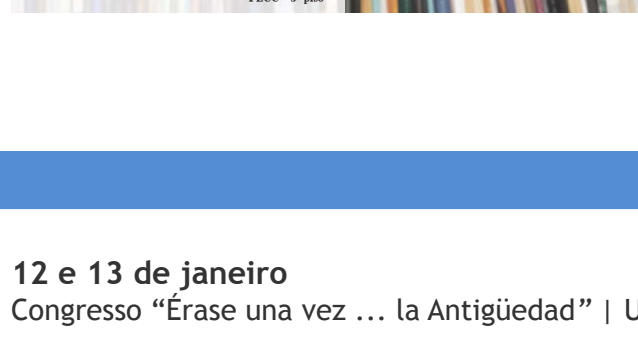 12 e 13 de janeiro
Congresso “Érase una vez ... la Antigüedad” | U